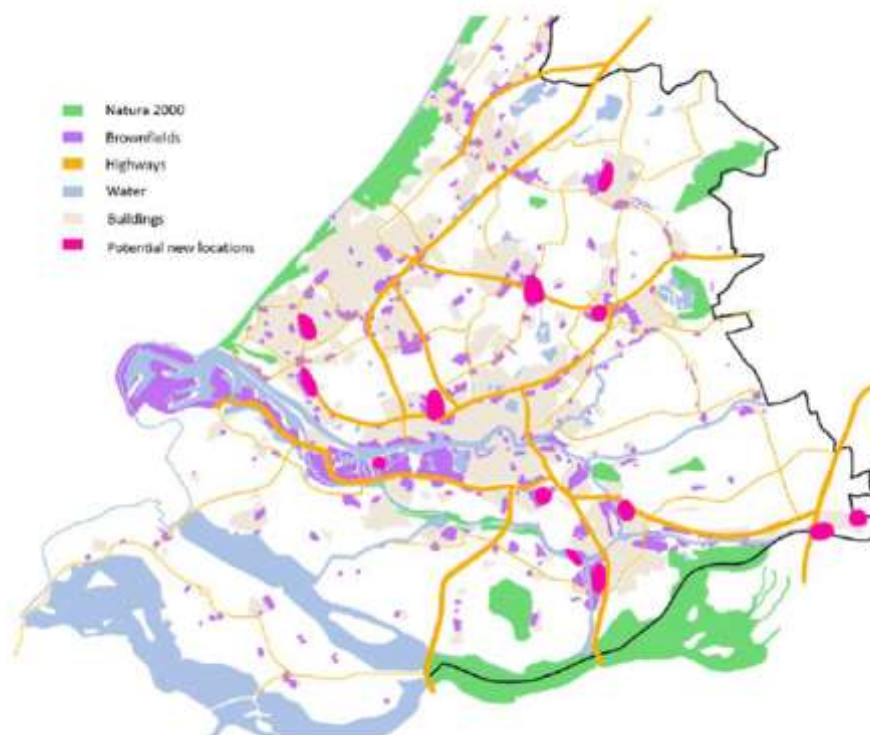 Natura 2000
Brownfields
Highways
Water
Buildings
Potential new locations